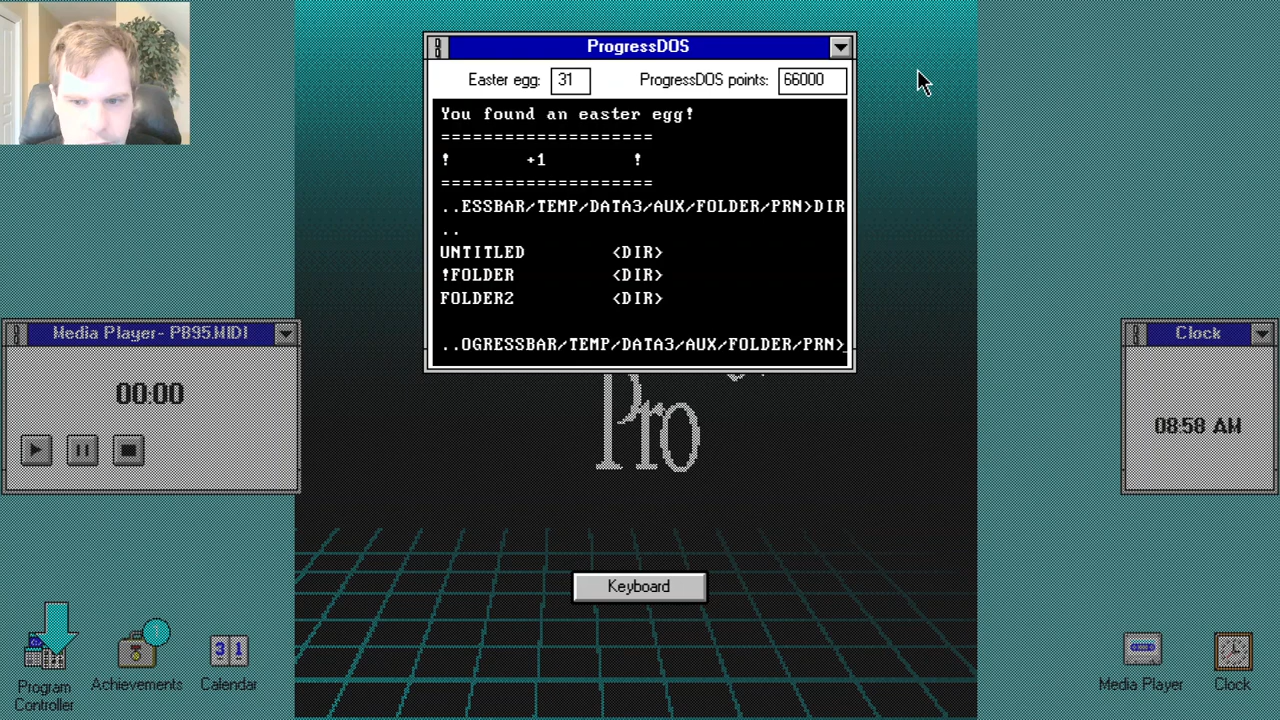 ProgressDOS
Easter egg: 31 ProgressDOS points: 66000
You found an easter egg!
====================
! +1 !
====================
..ESSBAR/TEMP/DATA3/AUX/FOLDER/PRN>DIR
..
UNTITLED <DIR>
!FOLDER <DIR>
FOLDER2 <DIR>
..OGRESSBAR/TEMP/DATA3/AUX/FOLDER/PRN>_
Media Player- PB95.MIDI
00:00
Clock
08:58 AM
Pro
Keyboard
Program Controller
1
Achievements
31
Calendar
Media Player
Clock